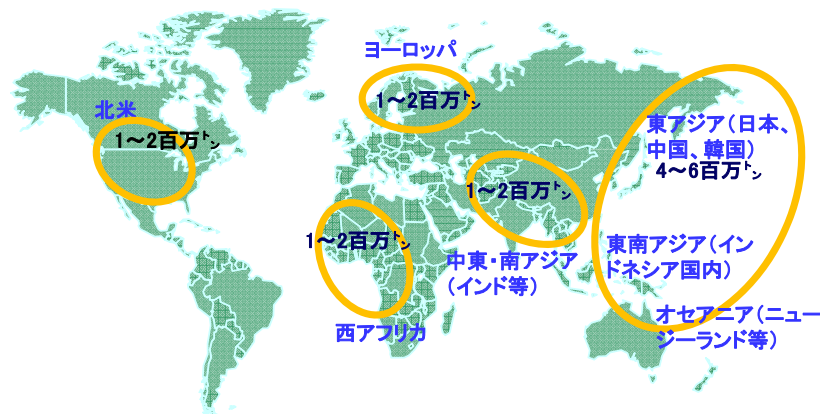 ヨーロッパ
1～2百万㌧
北米
1～2百万㌧
東アジア（日本、
中国、韓国）
4～6百万㌧
1～2百万㌧
1～2百万㌧
中東・南アジア
（インド等）
東南アジア（イン
ドネシア国内）
西アフリカ
オセアニア（ニュー
ジーランド等）